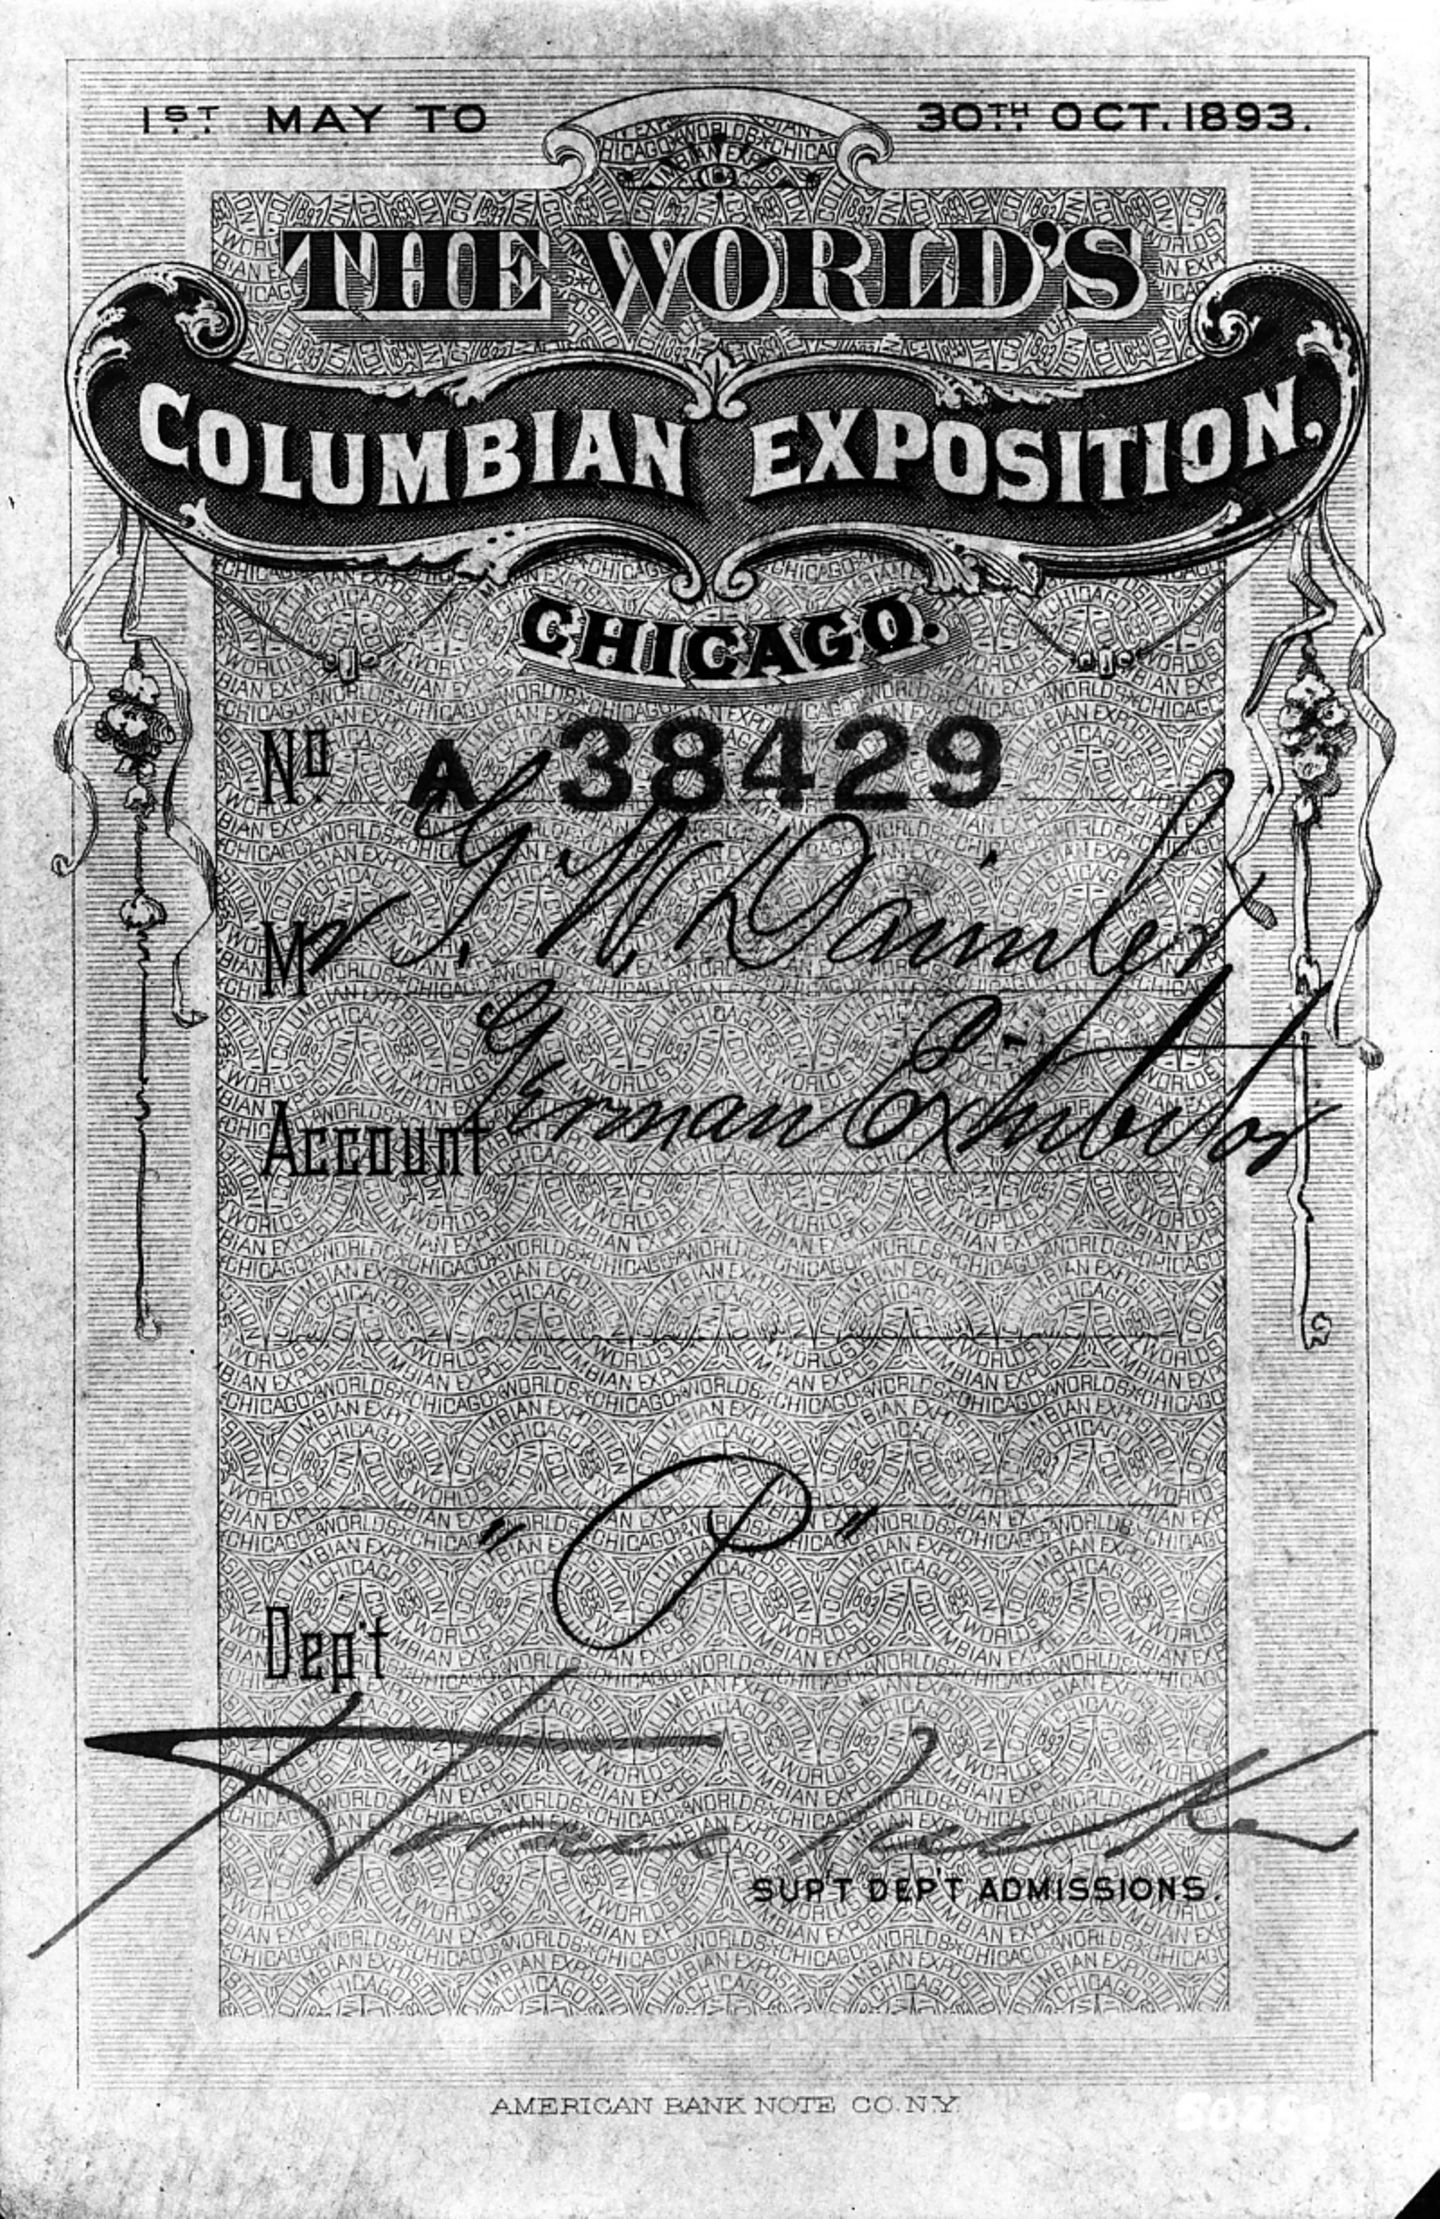 1ST MAY TO 30TH OCT. 1893.
THE WORLD'S
COLUMBIAN EXPOSITION.
CHICAGO.
No. A 38429
Mr G. W. Daimler
Account German Exhibitor
"P"
Dep't
SUP'T DEP'T ADMISSIONS.
AMERICAN BANK NOTE CO. N.Y.